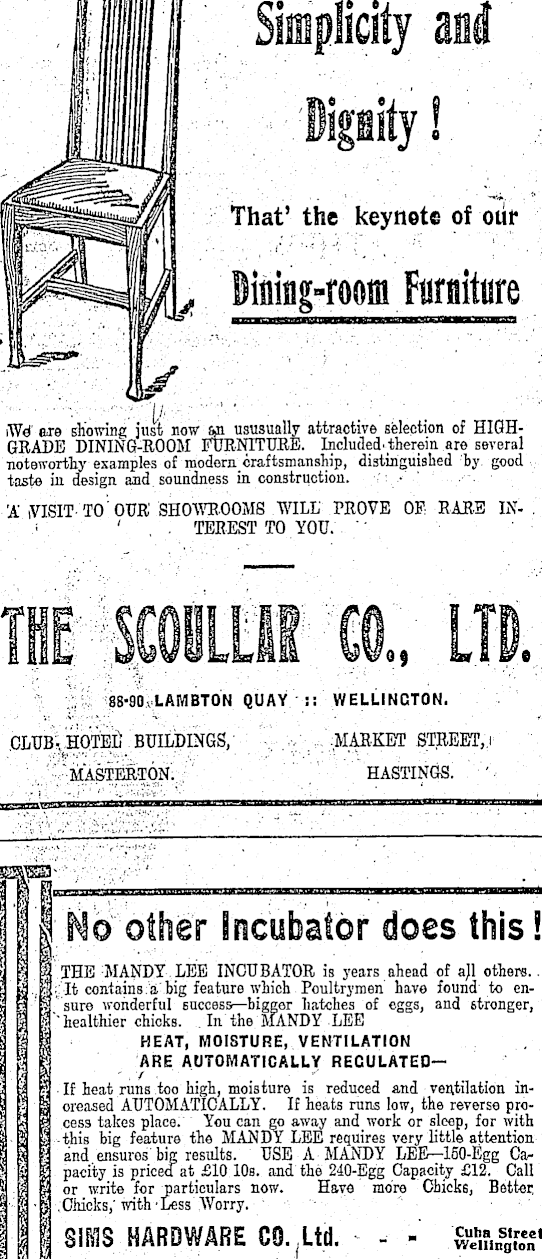 Simplicity and
Dignity !
That' the keynote of our
Dining-room Furniture
We are showing just now an ususually attractive selection of HIGH-
GRADE DINING-ROOM FURNITURE. Included therein are several
noteworthy examples of modern craftsmanship, distinguished by good
taste in design and soundness in construction.
A VISIT TO OUR SHOWROOMS WILL PROVE OF RARE IN-
TEREST TO YOU.
THE SCOULLAR CO., LTD.
88-90, LAMBTON QUAY :: WELLINGTON.
CLUB HOTEL BUILDINGS,
MASTERTON.
MARKET STREET,
HASTINGS.
No other Incubator does this !
THE MANDY LEE INCUBATOR is years ahead of all others.
It contains a big feature which Poultrymen have found to en-
sure wonderful success—bigger hatches of eggs, and stronger,
healthier chicks. In the MANDY LEE
HEAT, MOISTURE, VENTILATION
ARE AUTOMATICALLY REGULATED—
If heat runs too high, moisture is reduced and ventilation in-
creased AUTOMATICALLY. If heats runs low, the reverse pro-
cess takes place. You can go away and work or sleep, for with
this big feature the MANDY LEE requires very little attention
and ensures big results. USE A MANDY LEE—150-Egg Ca-
pacity is priced at £10 10s. and the 240-Egg Capacity £12. Call
or write for particulars now. Have more Chicks, Better
Chicks, with Less Worry.
SIMS HARDWARE CO. Ltd. - - Cuba Street
Wellington